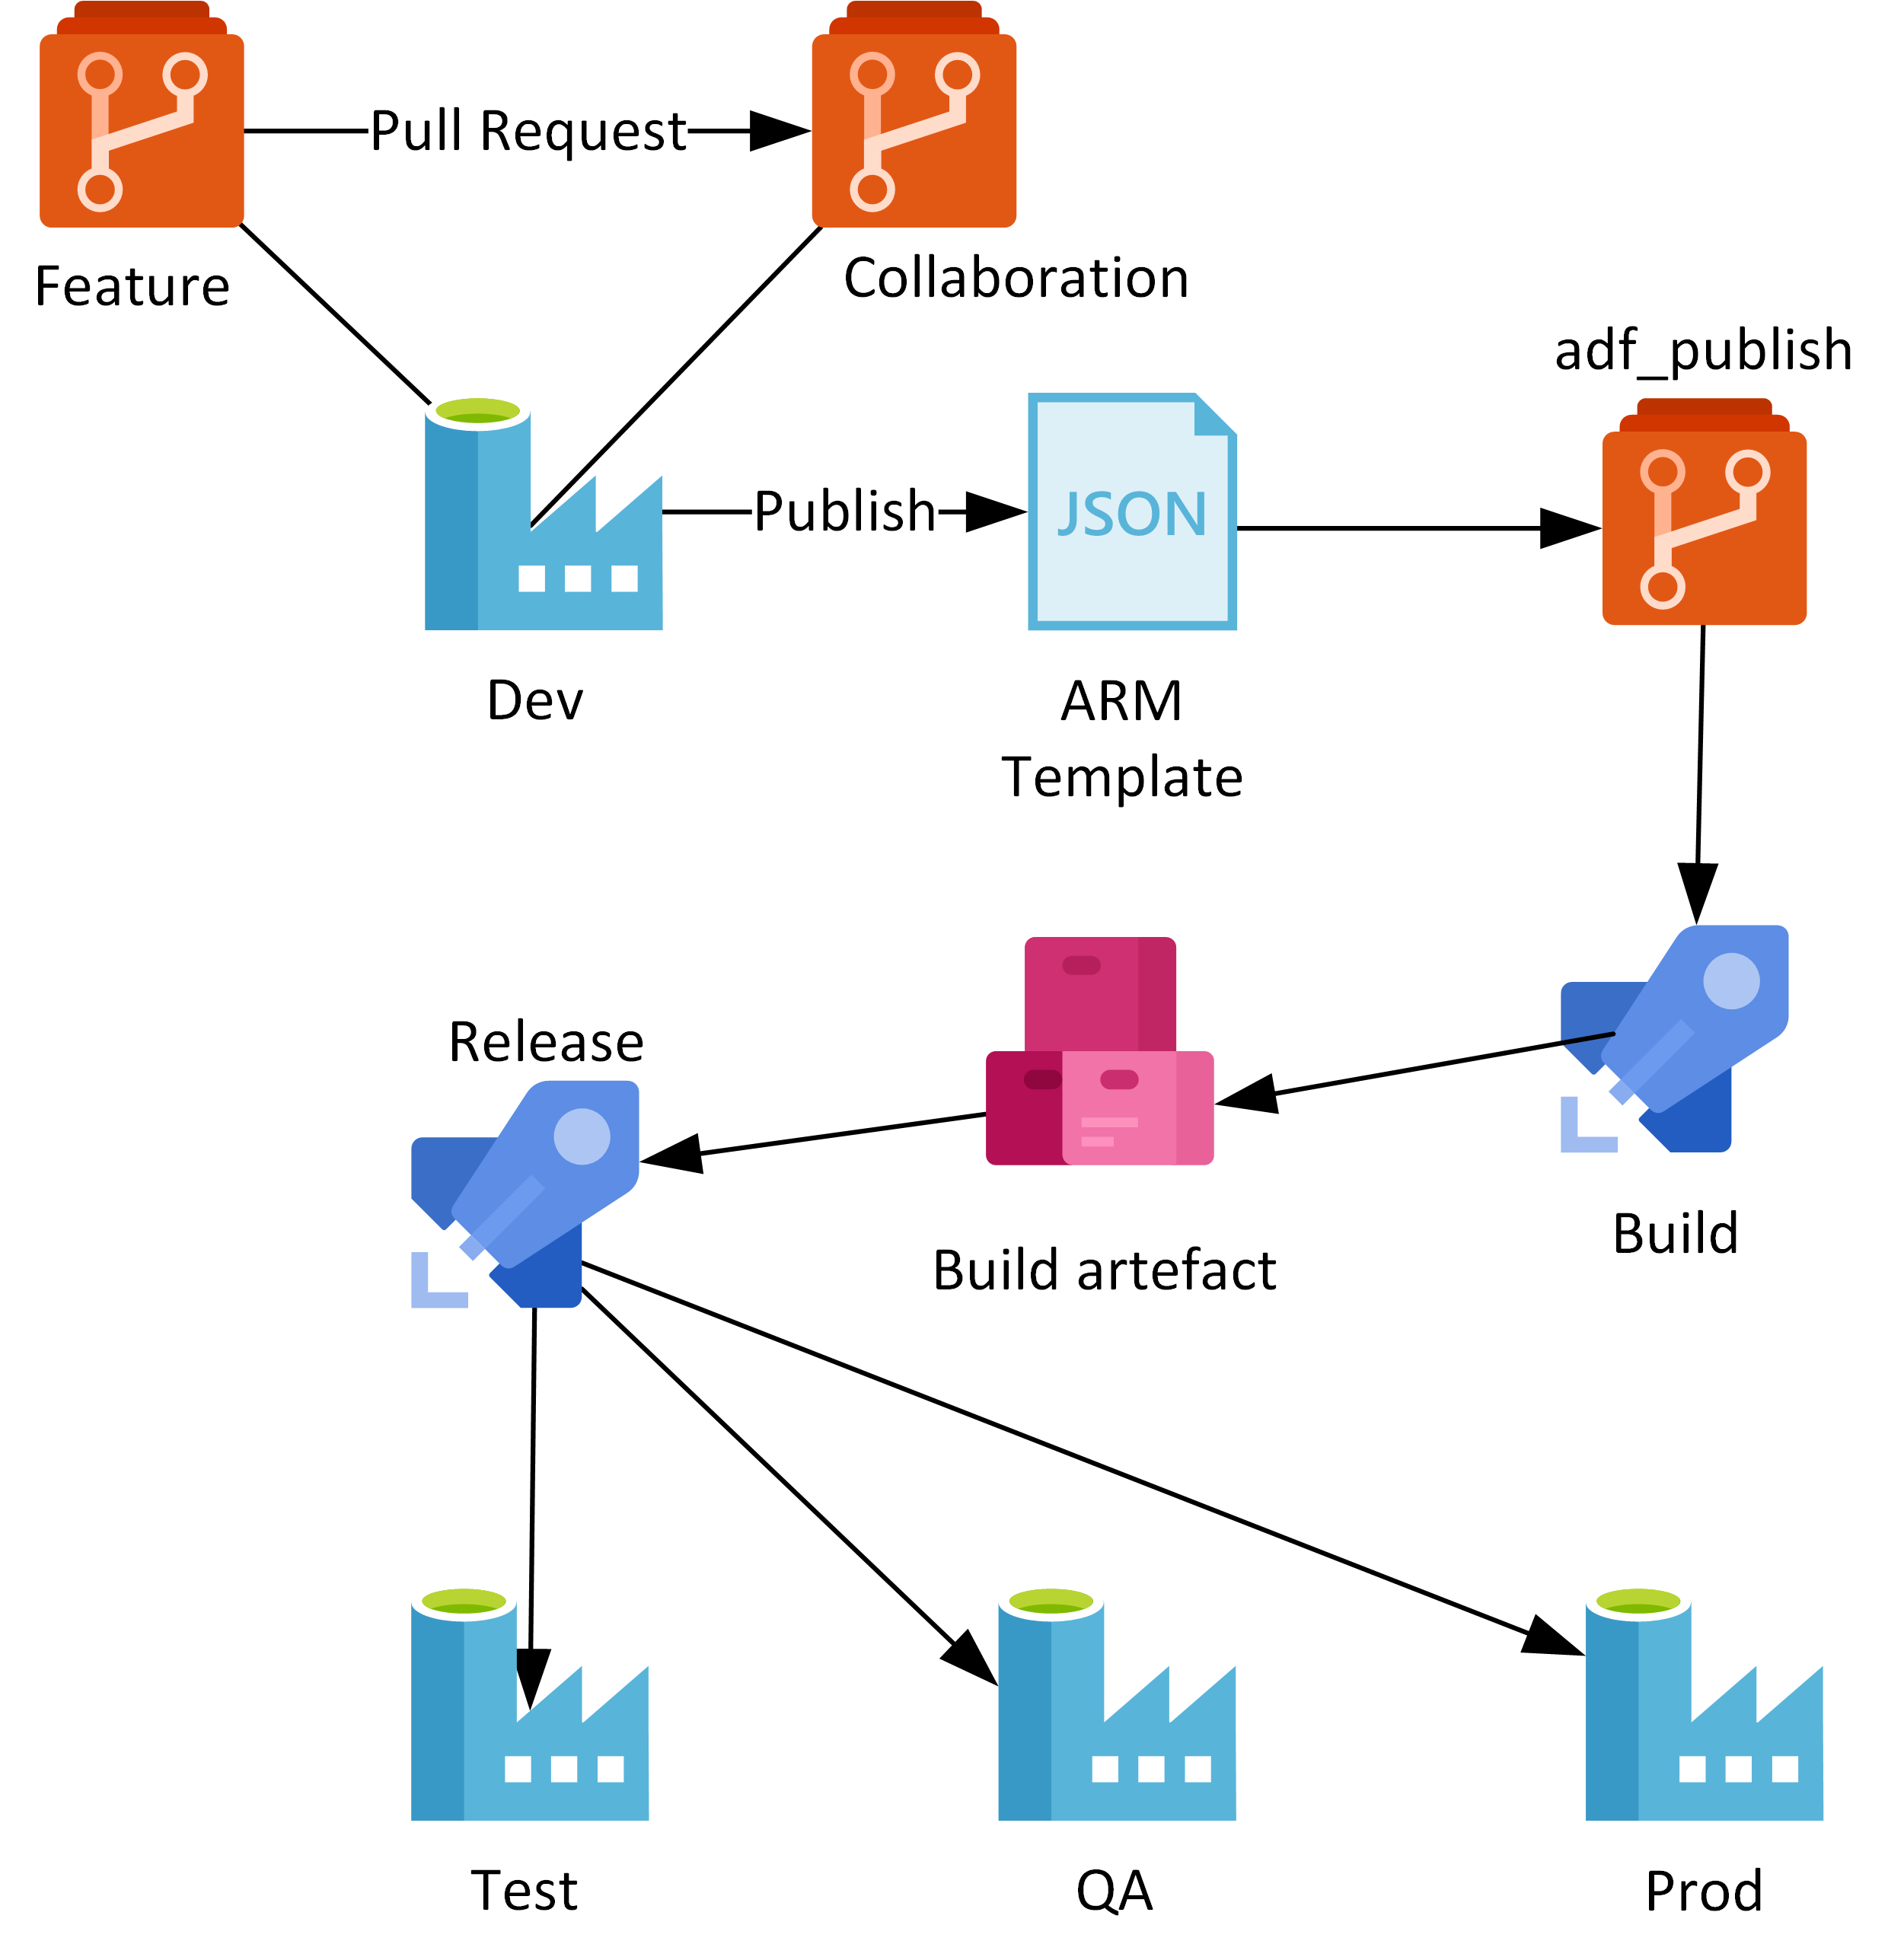 Pull Request
Feature
Collaboration
adf_publish
Publish
JSON
Dev
ARM
Template
Release
Build
Build artefact
Test
QA
Prod